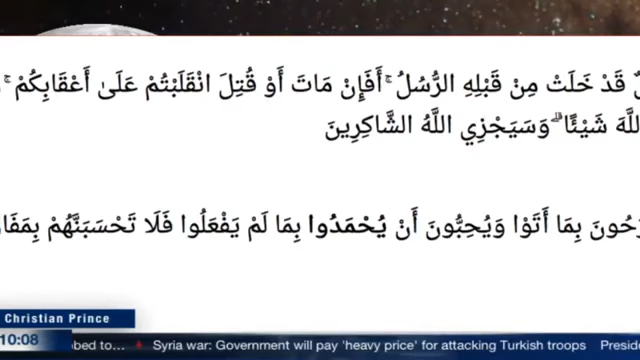 قَدْ خَلَتْ مِنْ قَبْلِهِ الرُّسُلُ ۚ أَفَإِنْ مَاتَ أَوْ قُتِلَ انْقَلَبْتُمْ عَلَىٰ أَعْقَابِكُمْ ۚ
شَيْئًا ۗ وَسَيَجْزِي اللَّهُ الشَّاكِرِينَ
بِمَا أَتَوْا وَيُحِبُّونَ أَنْ يُحْمَدُوا بِمَا لَمْ يَفْعَلُوا فَلَا تَحْسَبَنَّهُمْ
Christian Prince
10:08 to... Syria war: Government will pay 'heavy price' for attacking Turkish troops